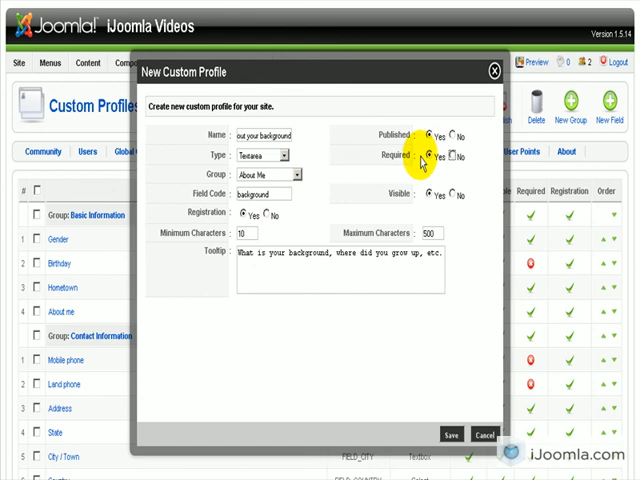 Joomla! iJoomla Videos
Version 1.5.14
Site Menus Content Preview 0 2 Logout
Custom Profiles
Delete New Group New Field
Community Users Global User Points About
New Custom Profile
Create new custom profile for your site.
Name : out your background Published : Yes No
Type : Textarea Required : Yes No
Group : About Me
Field Code : background Visible : Yes No
Registration : Yes No
Minimum Characters : 10 Maximum Characters : 500
Tooltip : What is your background, where did you grow up, etc.
Save Cancel
# Required Registration Order
Group: Basic Information
1 Gender
2 Birthday
3 Hometown
4 About me
Group: Contact Information
1 Mobile phone
2 Land phone
3 Address
4 State
5 City / Town FIELD_CITY Textbox
iJoomla.com